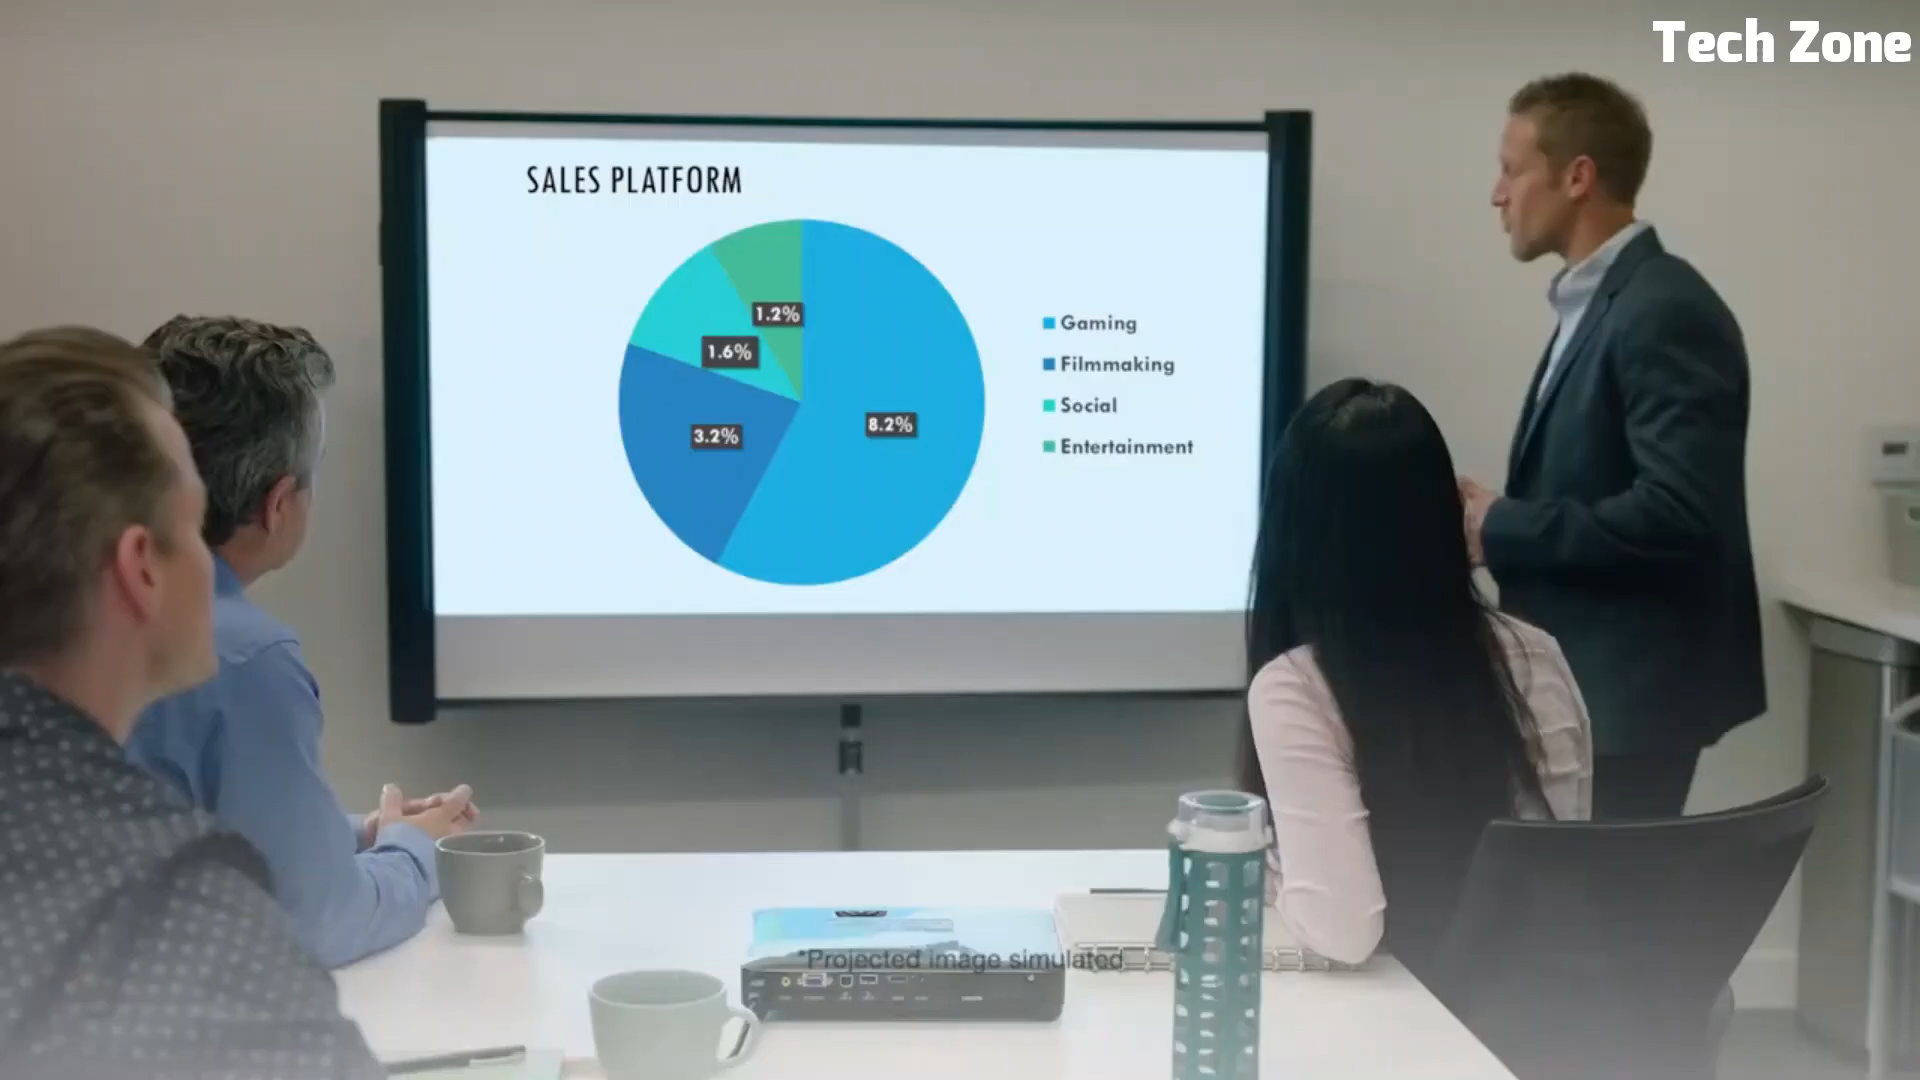 Tech Zone
SALES PLATFORM
1.2%
1.6%
3.2%
8.2%
Gaming
Filmmaking
Social
Entertainment
*Projected image simulated